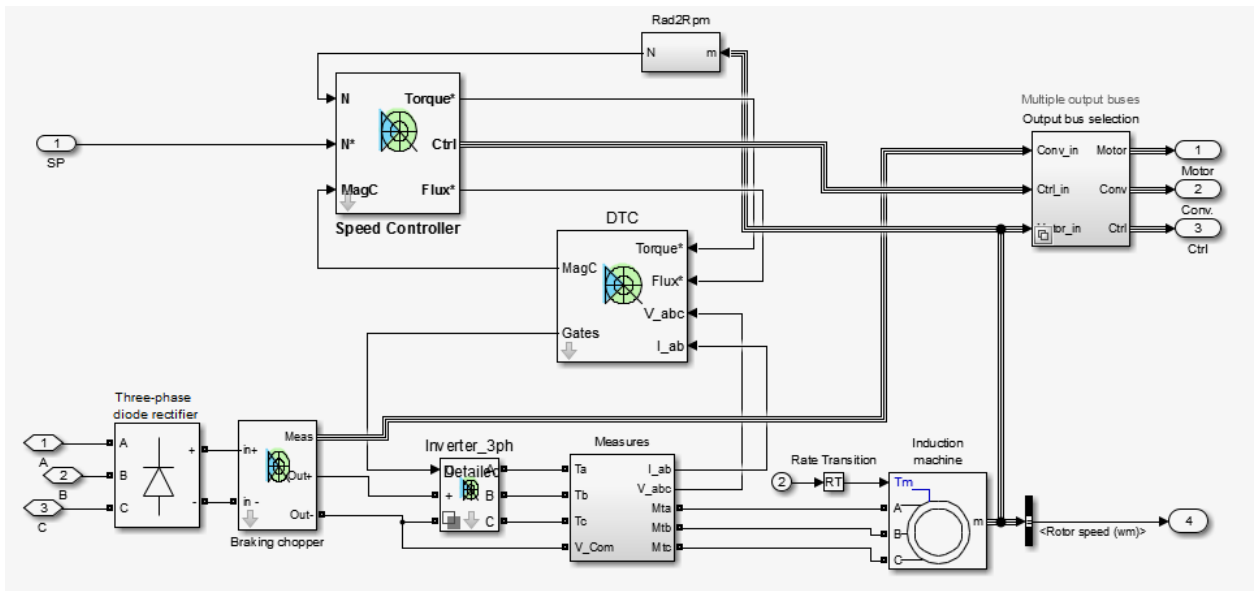 Rad2Rpm
N
m
N
Torque*
N*
Ctrl
MagC
Flux*
Speed Controller
1
SP
Multiple output buses
Output bus selection
Conv_in
Motor
Ctrl_in
Conv
tor_in
Ctrl
1
Motor
2
Conv.
3
Ctrl
DTC
Torque*
MagC
Flux*
V_abc
Gates
I_ab
Three-phase
diode rectifier
1
A
2
B
3
C
A
+
B
C
-
in+
Meas
Out+
in -
Out-
Braking chopper
Inverter_3ph
Detailed
A
+
B
C
Measures
Ta
I_ab
V_abc
Tb
Mta
Tc
Mtb
V_Com
Mtc
Rate Transition
2
RT
Induction
machine
Tm
A
m
B
C
<Rotor speed (wm)>
4